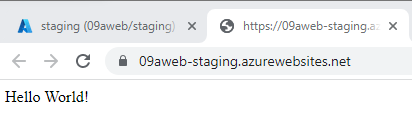 staging (09aweb/staging)
https://09aweb-staging.az
09aweb-staging.azurewebsites.net
Hello World!